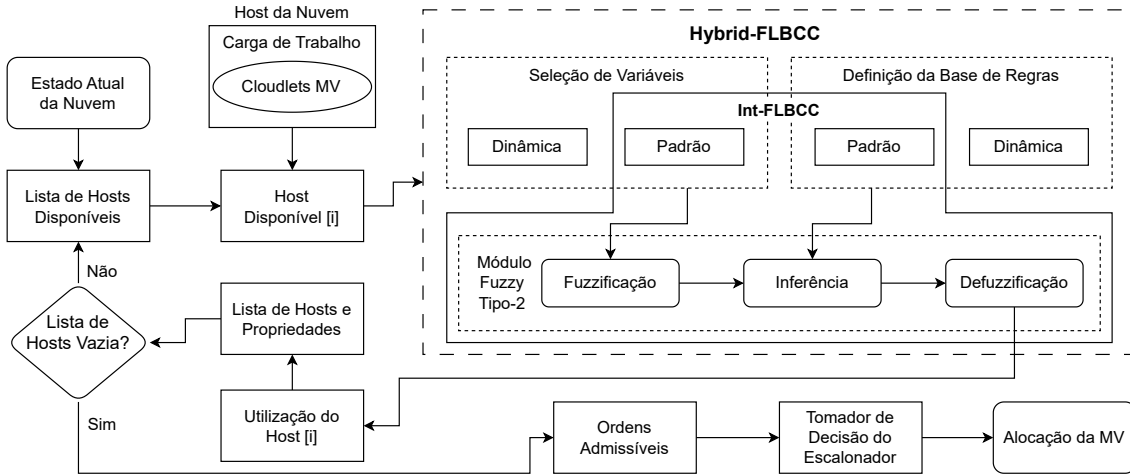 Host da Nuvem
Carga de Trabalho
Cloudlets MV
Estado Atual
da Nuvem
Lista de Hosts
Disponíveis
Host
Disponível [i]
Hybrid-FLBCC
Seleção de Variáveis
Definição da Base de Regras
Int-FLBCC
Dinâmica
Padrão
Padrão
Dinâmica
Módulo
Fuzzy
Tipo-2
Fuzzificação
Inferência
Defuzzificação
Não
Lista de
Hosts Vazia?
Lista de Hosts e
Propriedades
Utilização do
Host [i]
Sim
Ordens
Admissíveis
Tomador de
Decisão do
Escalonador
Alocação da MV